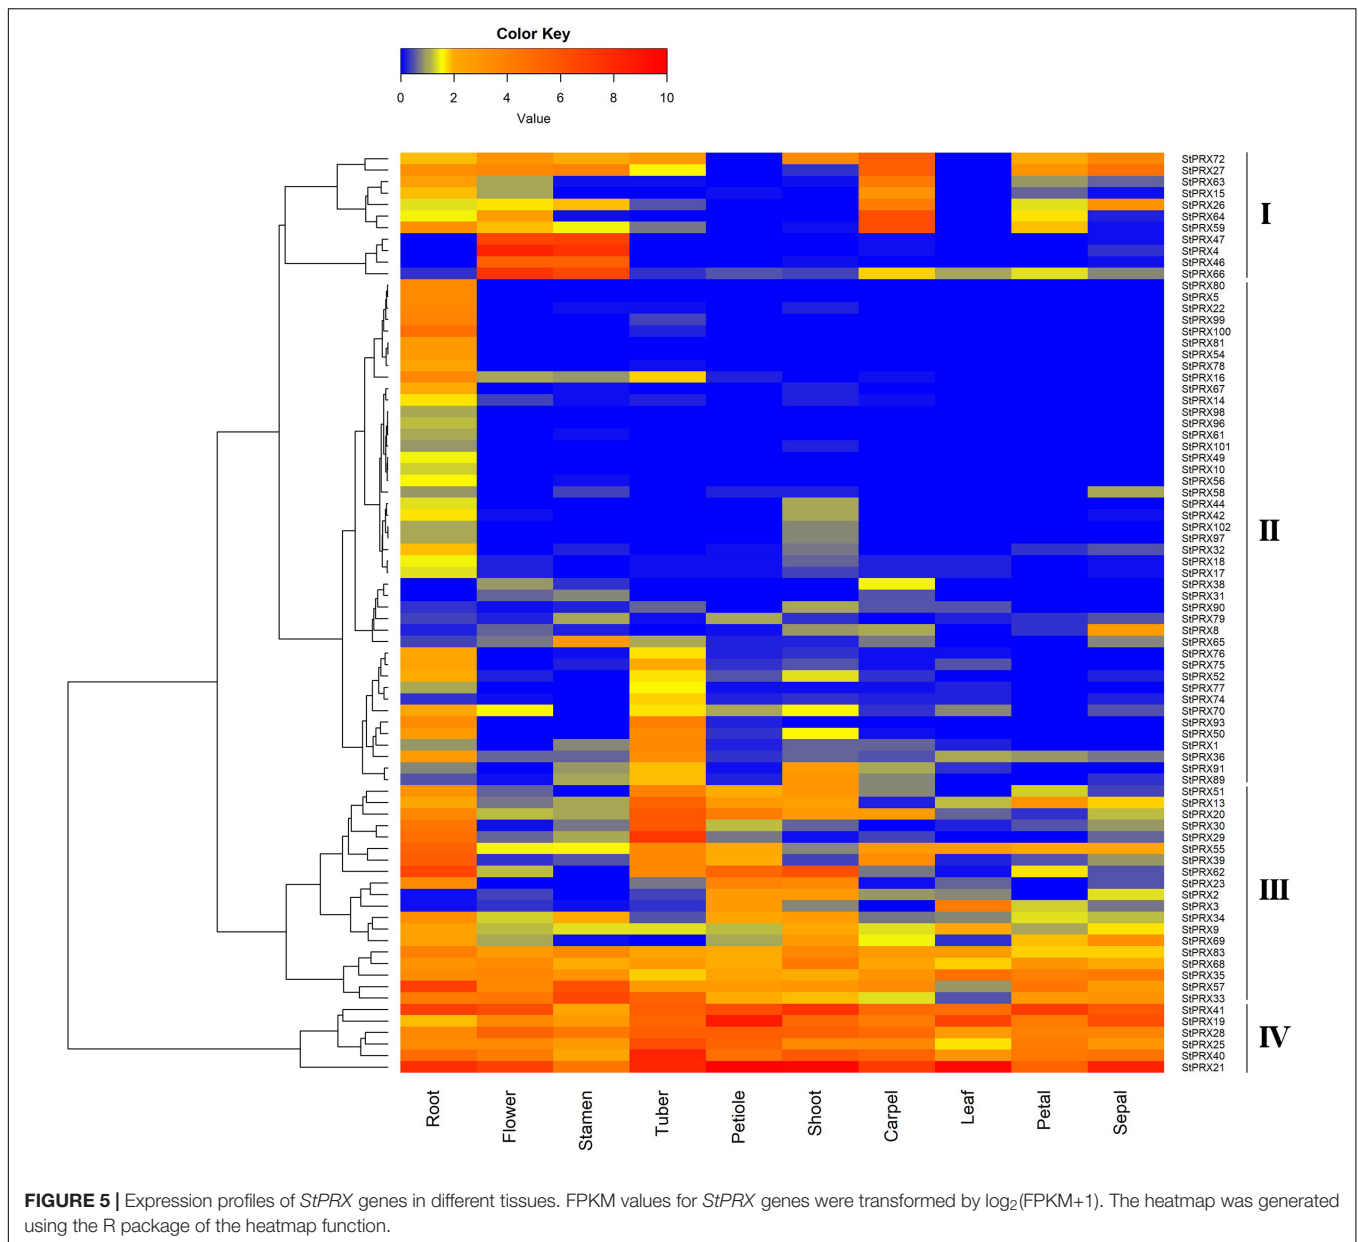 Color Key
0 2 4 6 8 10
Value
StPRX72
StPRX27
StPRX63
StPRX15
StPRX26
StPRX64
StPRX59
StPRX47
StPRX4
StPRX46
StPRX66
I
StPRX80
StPRX5
StPRX22
StPRX99
StPRX100
StPRX81
StPRX54
StPRX78
StPRX16
StPRX67
StPRX14
StPRX98
StPRX96
StPRX61
StPRX101
StPRX49
StPRX10
StPRX56
StPRX58
StPRX44
StPRX42
StPRX102
StPRX97
StPRX32
StPRX18
StPRX17
StPRX38
StPRX31
StPRX90
StPRX79
StPRX8
StPRX65
StPRX76
StPRX75
StPRX52
StPRX77
StPRX74
StPRX70
StPRX93
StPRX50
StPRX1
StPRX36
StPRX91
StPRX89
II
StPRX51
StPRX13
StPRX20
StPRX30
StPRX29
StPRX55
StPRX39
StPRX62
StPRX23
StPRX2
StPRX3
StPRX34
StPRX9
StPRX69
StPRX83
StPRX68
StPRX35
StPRX57
StPRX33
III
StPRX41
StPRX19
StPRX28
StPRX25
StPRX40
StPRX21
IV
Root Flower Stamen Tuber Petiole Shoot Carpel Leaf Petal Sepal
FIGURE 5 | Expression profiles of StPRX genes in different tissues. FPKM values for StPRX genes were transformed by log₂(FPKM+1). The heatmap was generated
using the R package of the heatmap function.